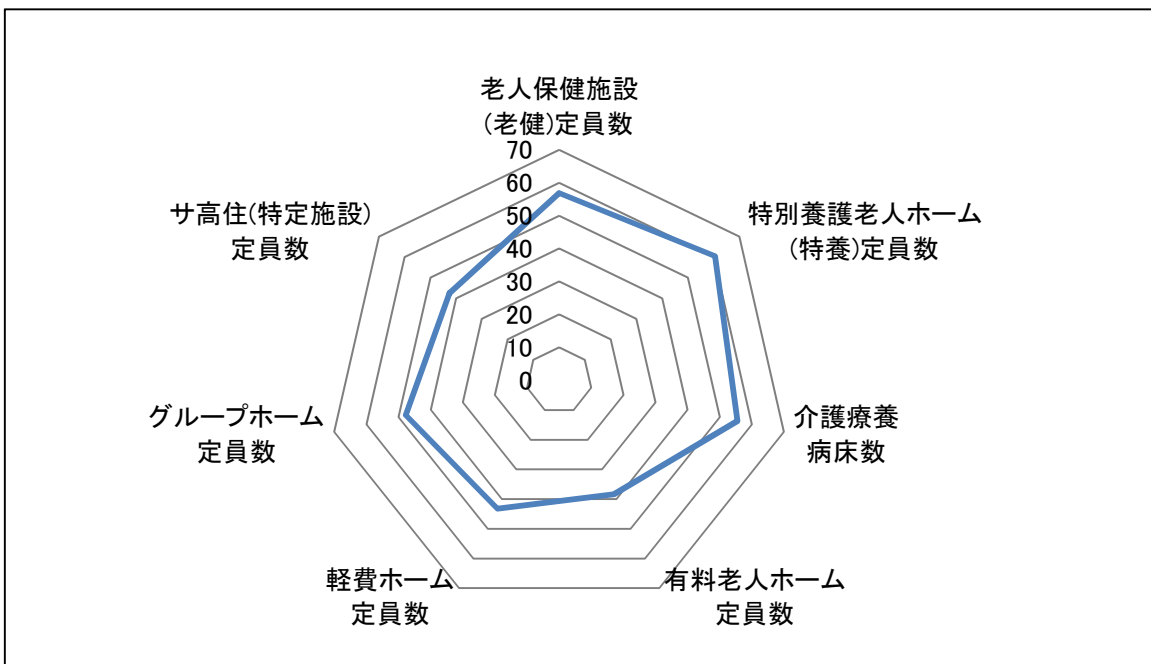 老人保健施設
(老健)定員数
特別養護老人ホーム
(特養)定員数
介護療養
病床数
有料老人ホーム
定員数
軽費ホーム
定員数
グループホーム
定員数
サ高住(特定施設)
定員数
70
60
50
40
30
20
10
0